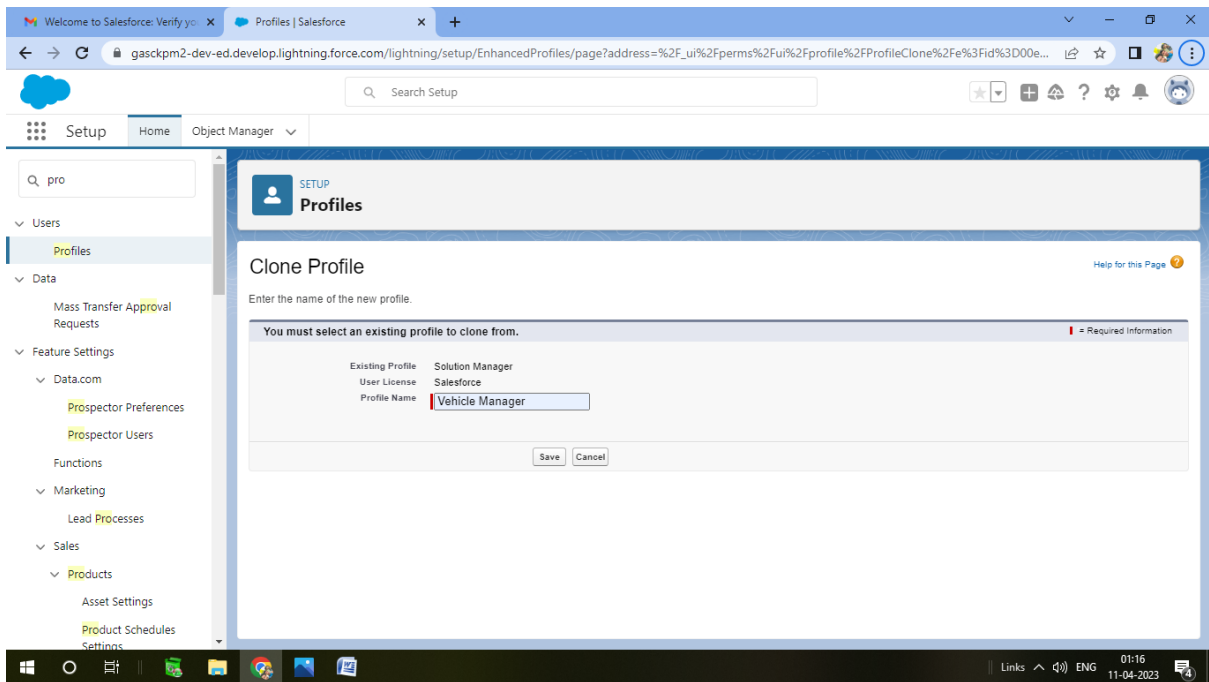 Welcome to Salesforce: Verify yo
Profiles | Salesforce
gasckpm2-dev-ed.develop.lightning.force.com/lightning/setup/EnhancedProfiles/page?address=%2F_ui%2Fperms%2Fui%2Fprofile%2FProfileClone%2Fe%3Fid%3D00e...
Search Setup
Setup
Home
Object Manager
pro
Users
Profiles
Data
Mass Transfer Approval
Requests
Feature Settings
Data.com
Prospector Preferences
Prospector Users
Functions
Marketing
Lead Processes
Sales
Products
Asset Settings
Product Schedules
Settings
SETUP
Profiles
Clone Profile
Help for this Page
Enter the name of the new profile.
You must select an existing profile to clone from.
= Required Information
Existing Profile Solution Manager
User License Salesforce
Profile Name Vehicle Manager
Save Cancel
Links ENG 01:16
11-04-2023
4